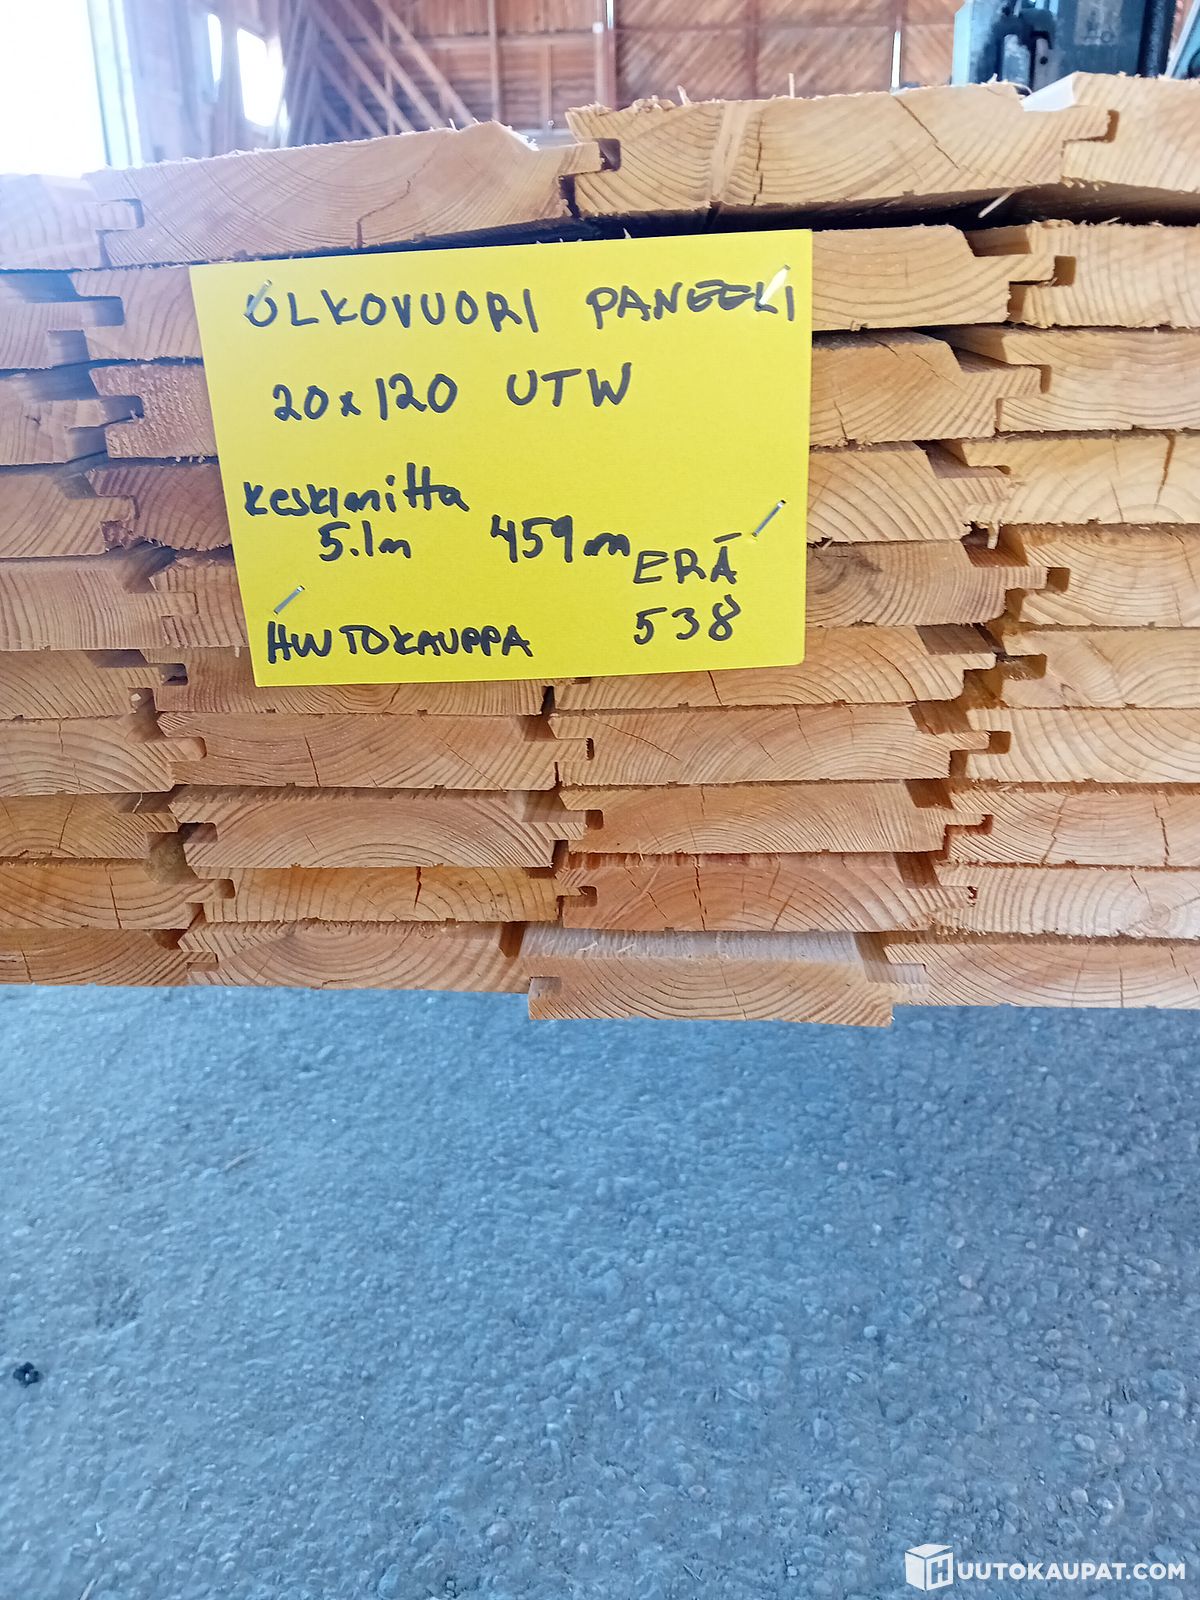 ULKOVUORI PANEELI
20x120 UTW
Keskimitta
5.1m 459m
ERÄ
538
HUUTOKAUPPA
HUUTOKAUPAT.COM